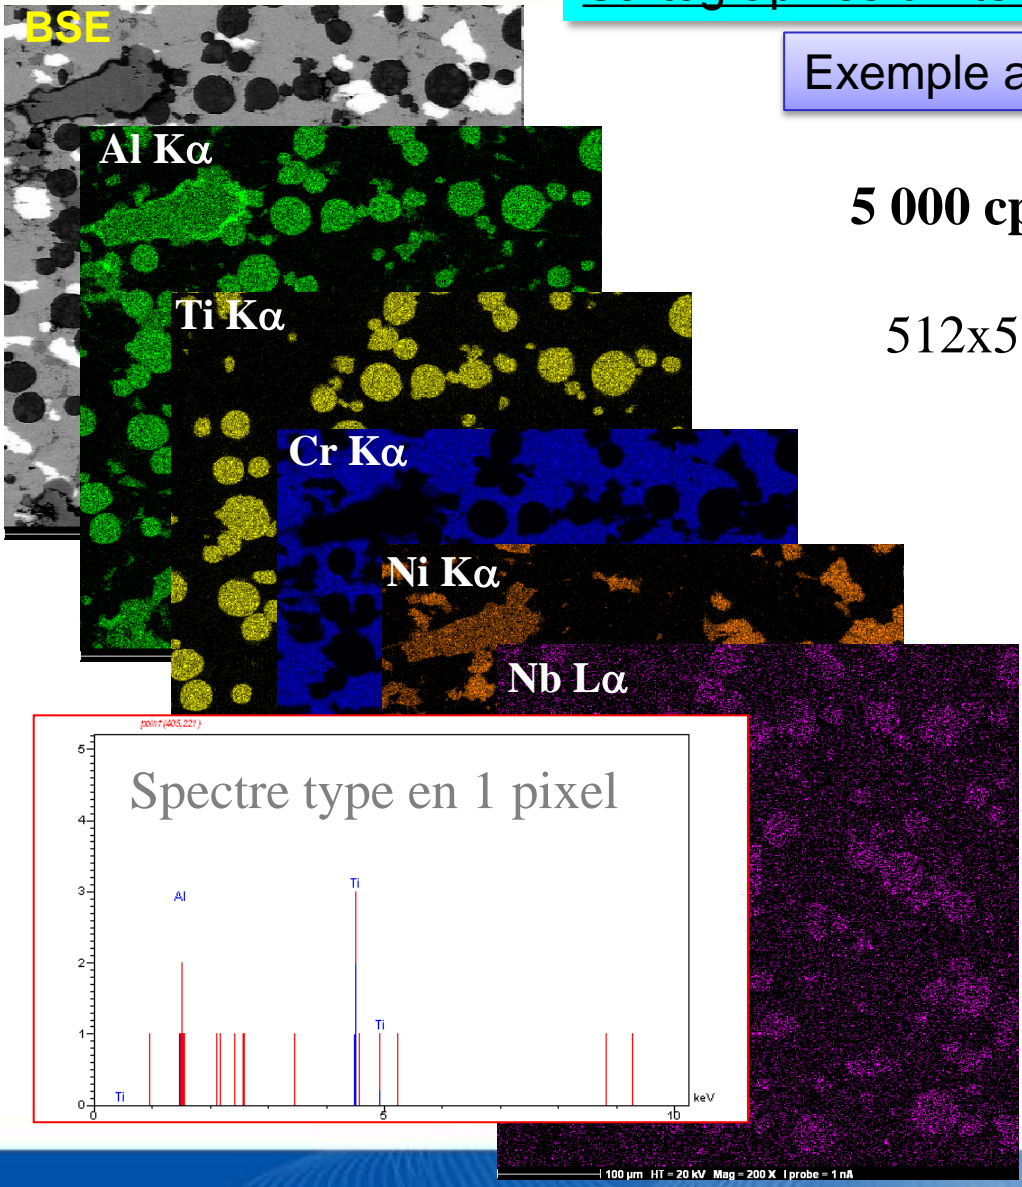 BSE
Exemple
5 000
Al Kα
Ti Kα
Cr Kα
Ni Kα
Nb Lα
point (405,221)
Spectre type en 1 pixel
5
4
3
2
1
0
Al
Ti
Ti
Ti
keV
0
5
10
100 µm HT = 20 kV Mag = 200 X I probe = 1 nA